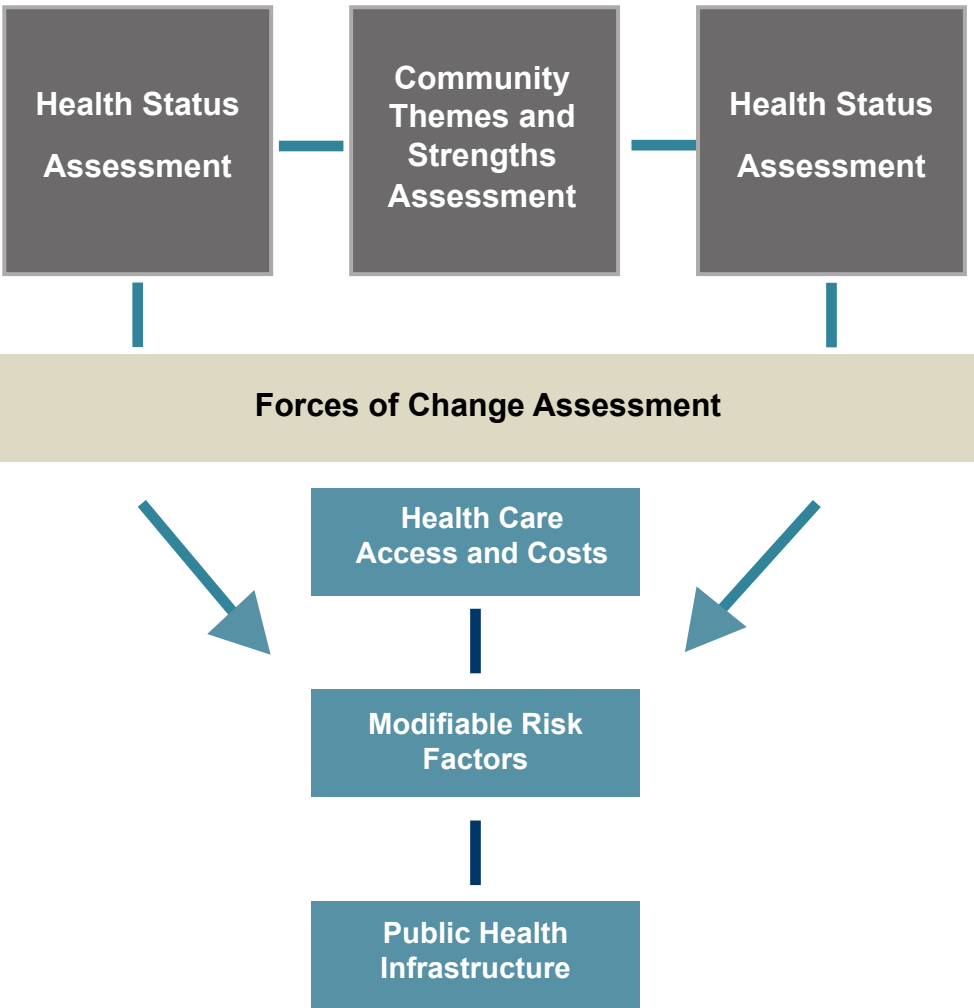 Health Status
Assessment
Community
Themes and
Strengths
Assessment
Health Status
Assessment
Forces of Change Assessment
Health Care
Access and Costs
Modifiable Risk
Factors
Public Health
Infrastructure